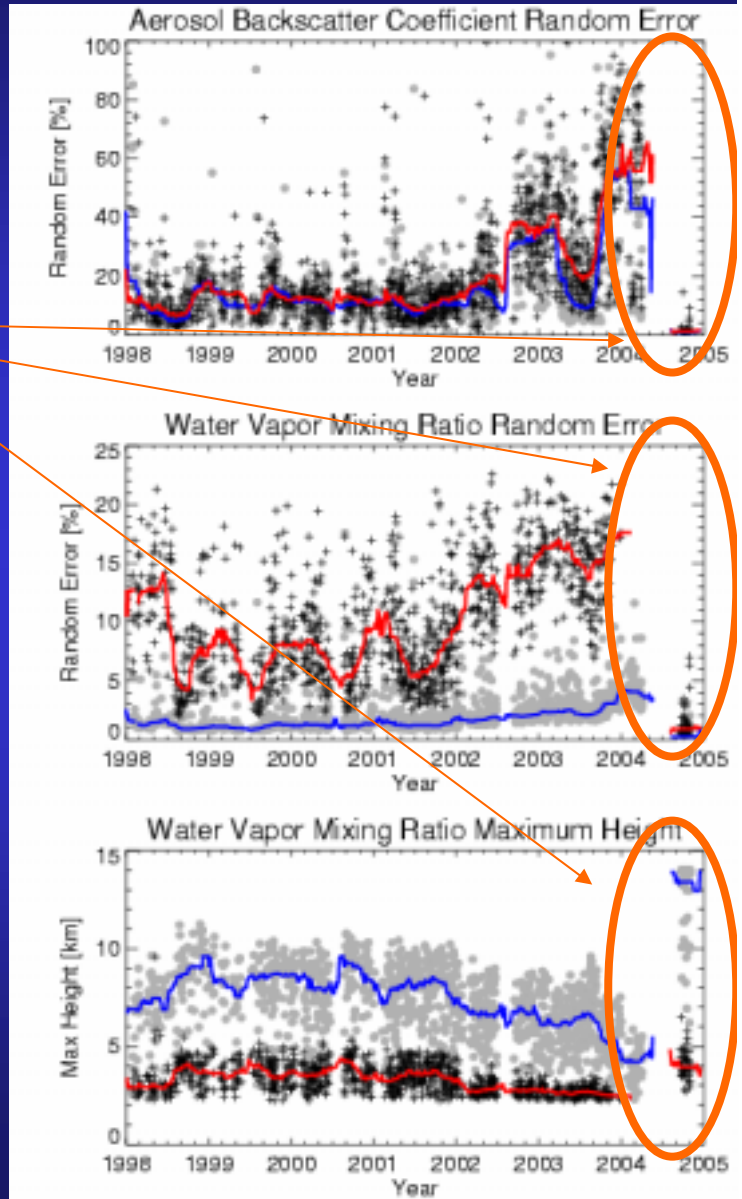 Aerosol Backscatter Coefficient Random Error
100
80
60
40
20
0
Random Error [%]
1998 1999 2000 2001 2002 2003 2004 2005
Year
Water Vapor Mixing Ratio Random Error
25
20
15
10
5
0
Random Error [%]
1998 1999 2000 2001 2002 2003 2004 2005
Year
Water Vapor Mixing Ratio Maximum Height
15
10
5
0
Max Height [km]
1998 1999 2000 2001 2002 2003 2004 2005
Year